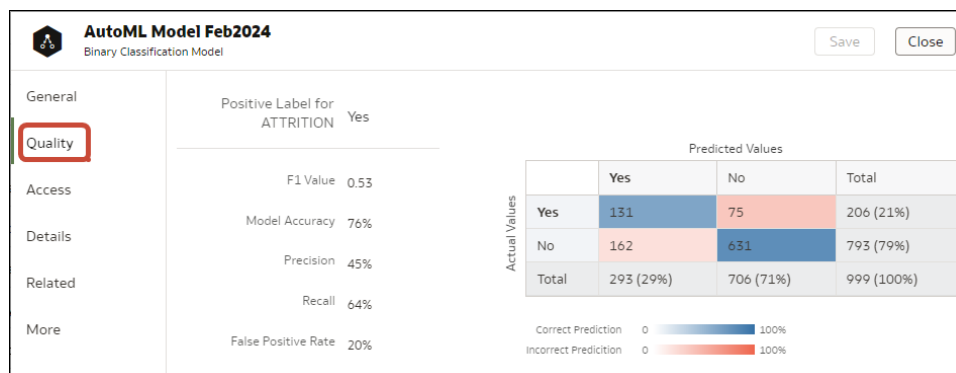 AutoML Model Feb2024
Binary Classification Model
Save
Close
General
Quality
Access
Details
Related
More
Positive Label for
ATTRITION
Yes
F1 Value 0.53
Model Accuracy 76%
Precision 45%
Recall 64%
False Positive Rate 20%
Predicted Values
Actual Values
Yes No Total
Yes 131 75 206 (21%)
No 162 631 793 (79%)
Total 293 (29%) 706 (71%) 999 (100%)
Correct Prediction 0 100%
Incorrect Predicition 0 100%